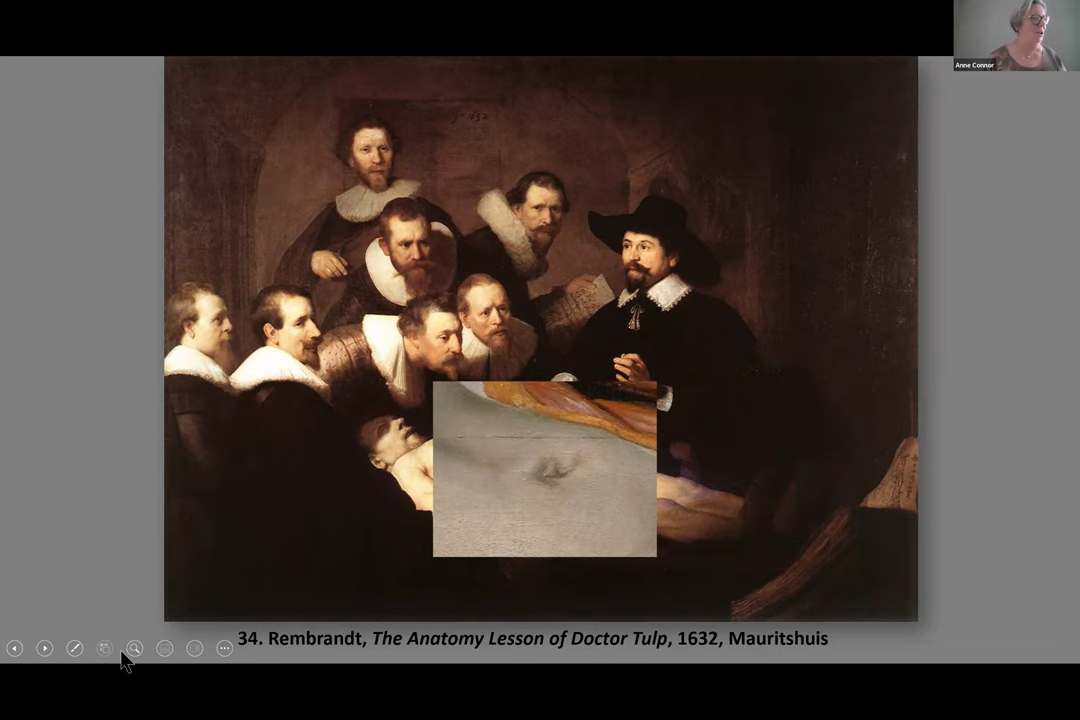 Anne Connor
34. Rembrandt, The Anatomy Lesson of Doctor Tulp, 1632, Mauritshuis